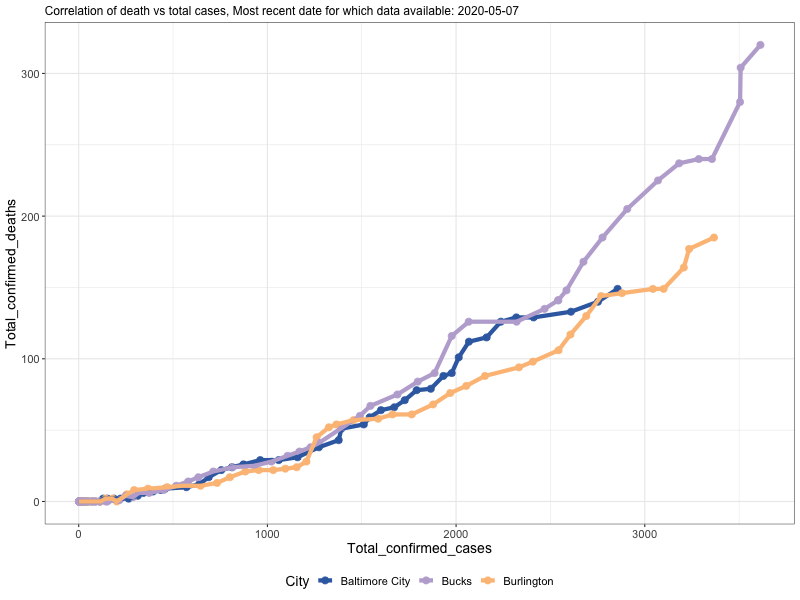 Correlation of death vs total cases, Most recent date for which data available: 2020-05-07
Total_confirmed_deaths
300
200
100
0
0 1000 2000 3000
Total_confirmed_cases
City Baltimore City Bucks Burlington